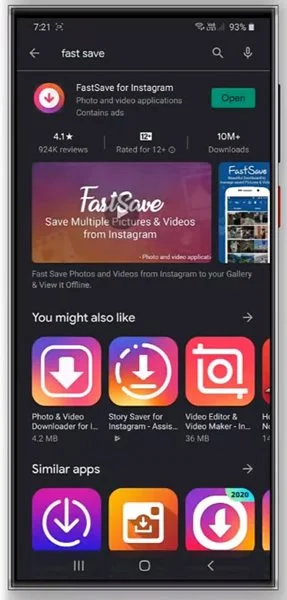 7:21
93%
fast save
FastSave for Instagram
Photo and video applications
Contains ads
Open
4.1★
12+
10M+
924K reviews
Rated for 12+
Downloads
FastSave
Save Multiple Pictures & Videos
from Instagram
• Photo and video applicati
FastSave
Fast Save Photos and Videos from Instagram to your Gallery
& View it Offline.
You might also like
Photo & Video
Downloader for I...
4.2 MB
Story Saver for
Instagram - Assis...
Video Editor &
Video Maker - In...
36 MB
Similar apps
2020